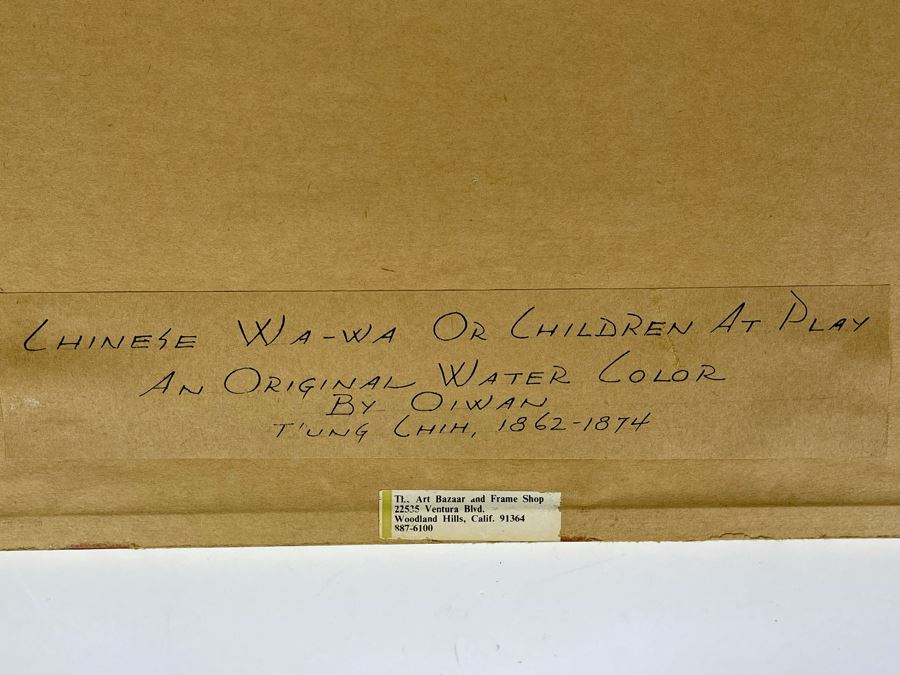 Chinese Wa-Wa Or Children At Play
An Original Water Color
By Oiwan
T'ung Chih, 1862-1874
The Art Bazaar and Frame Shop
22535 Ventura Blvd.
Woodland Hills, Calif. 91364
887-6100